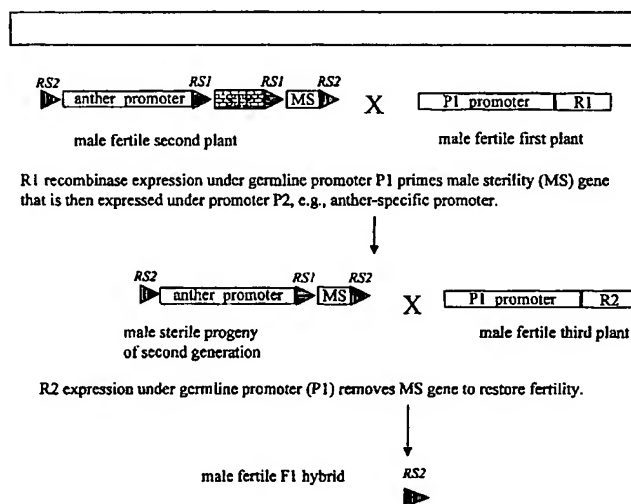 RS2 RS1 RS1 RS2
anther promoter STP MS X P1 promoter R1
male fertile second plant male fertile first plant
R1 recombinase expression under germline promoter P1 primes male sterility (MS) gene
that is then expressed under promoter P2, e.g., anther-specific promoter.
RS2 RS1 RS2
anther promoter MS X P1 promoter R2
male sterile progeny male fertile third plant
of second generation
R2 expression under germline promoter (P1) removes MS gene to restore fertility.
male fertile F1 hybrid RS2